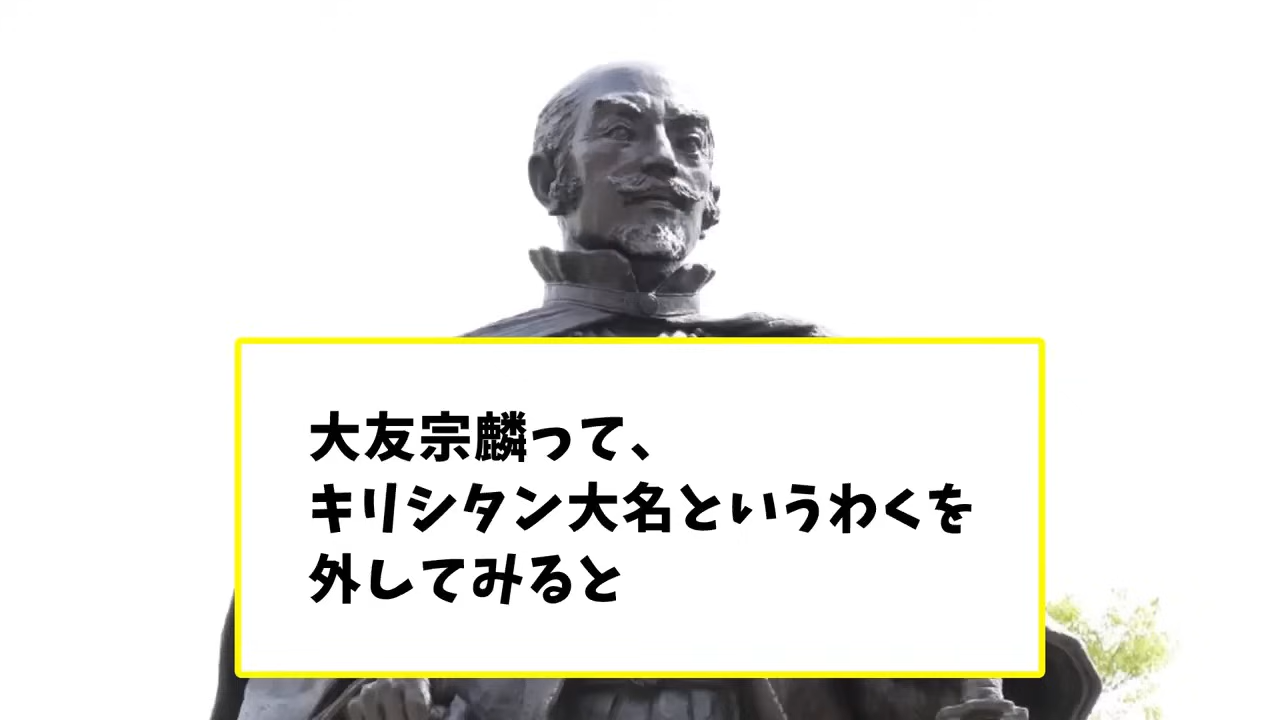 大友宗麟って、
キリシタン大名というわくを
外してみると